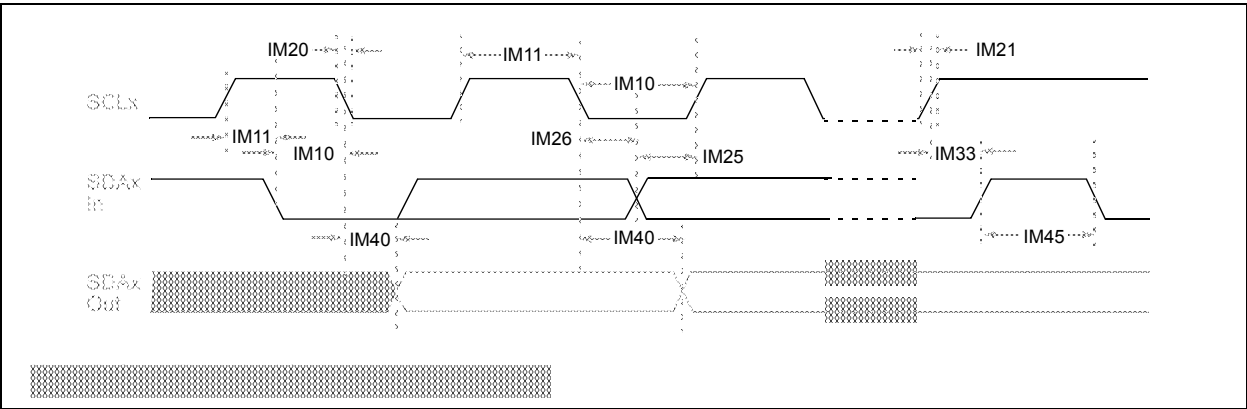 IM20
IM11
IM21
IM10
SCLx
IM11
IM26
IM10
IM25
IM33
SDAx
In
IM40
IM40
IM45
SDAx
Out